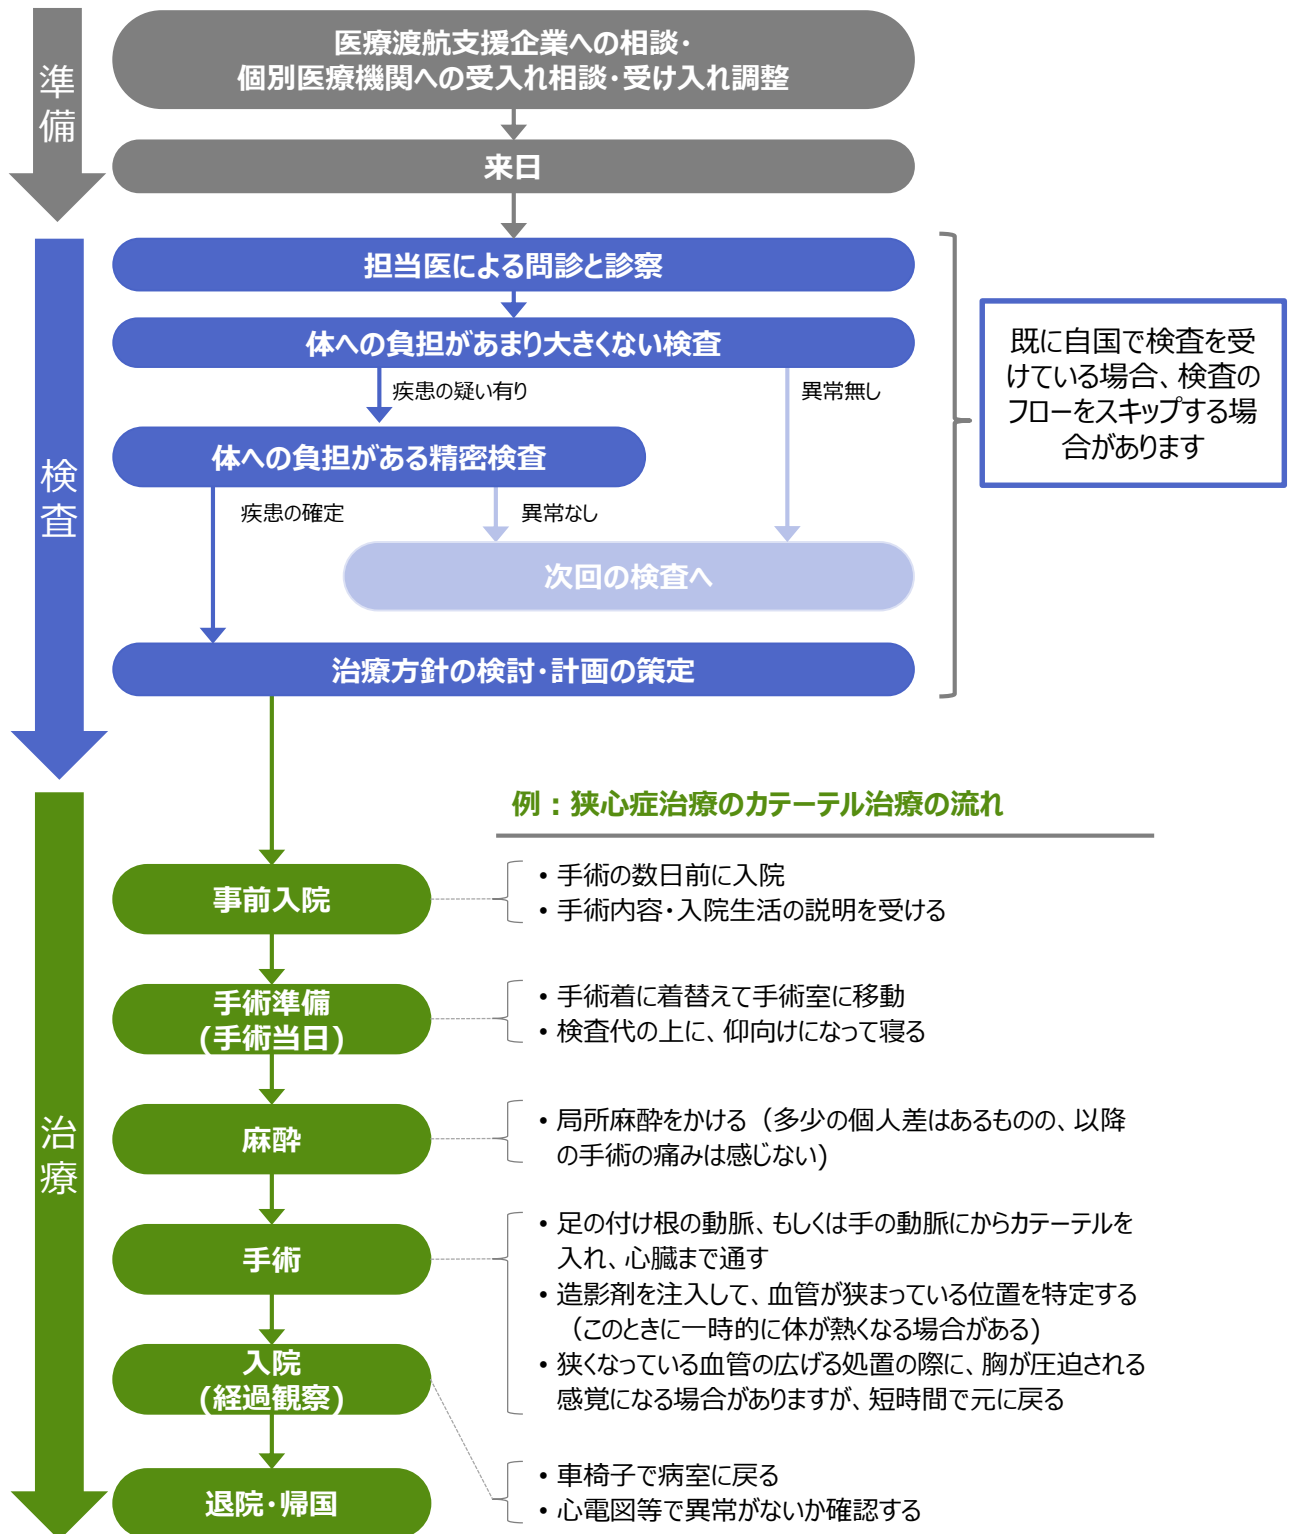 準備
医療渡航支援企業への相談・
個別医療機関への受入れ相談・受け入れ調整
来日
検査
担当医による問診と診察
体への負担があまり大きくない検査
疾患の疑い有り
異常無し
体への負担がある精密検査
疾患の確定
異常なし
次回の検査へ
治療方針の検討・計画の策定
既に自国で検査を受
けている場合、検査の
フローをスキップする場
合があります
治療
例：狭心症治療のカテーテル治療の流れ
事前入院
・手術の数日前に入院
・手術内容・入院生活の説明を受ける
手術準備
(手術当日)
・手術着に着替えて手術室に移動
・検査代の上に、仰向けになって寝る
麻酔
・局所麻酔をかける（多少の個人差はあるものの、以降
の手術の痛みは感じない)
手術
・足の付け根の動脈、もしくは手の動脈にからカテーテルを
入れ、心臓まで通す
・造影剤を注入して、血管が狭まっている位置を特定する
（このときに一時的に体が熱くなる場合がある)
・狭くなっている血管の広げる処置の際に、胸が圧迫される
感覚になる場合がありますが、短時間で元に戻る
入院
(経過観察)
・車椅子で病室に戻る
・心電図等で異常がないか確認する
退院・帰国